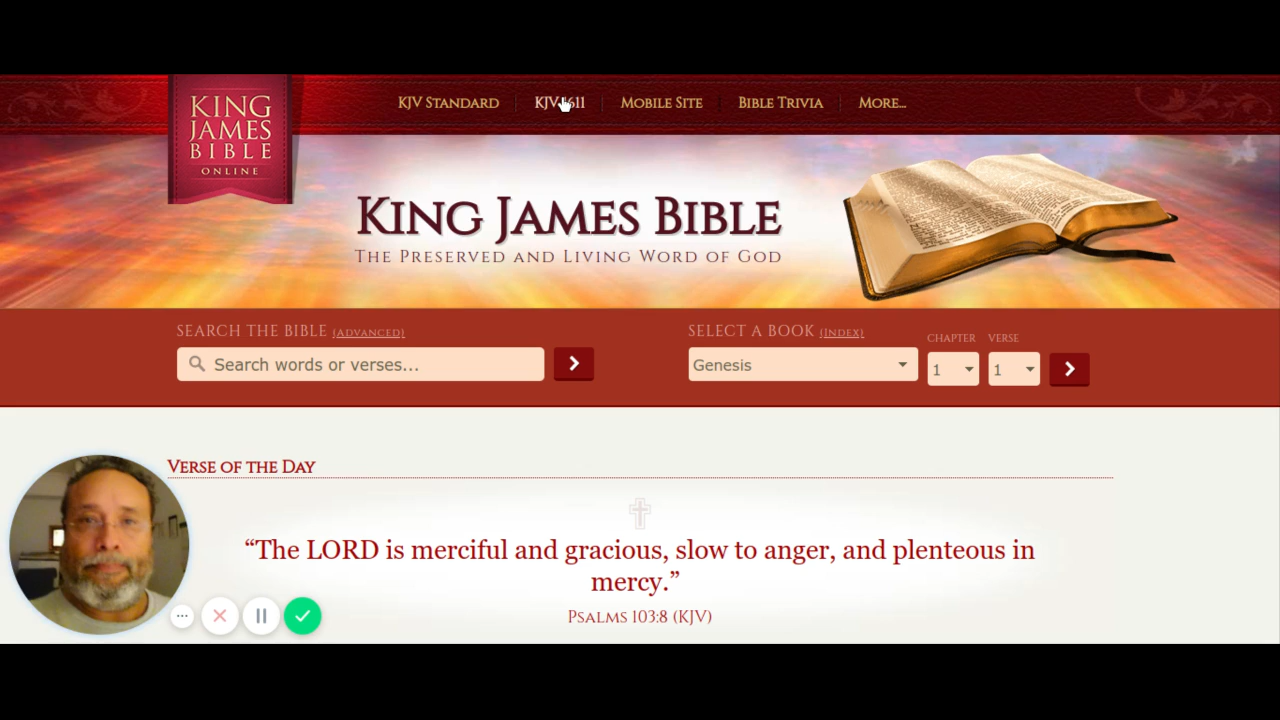 KING
JAMES
BIBLE
ONLINE
KJV STANDARD
KJV 1611
MOBILE SITE
BIBLE TRIVIA
MORE...
KING JAMES BIBLE
THE PRESERVED AND LIVING WORD OF GOD
SEARCH THE BIBLE (ADVANCED)
Search words or verses...
SELECT A BOOK (INDEX)
CHAPTER
VERSE
Genesis
1
1
VERSE OF THE DAY
“The LORD is merciful and gracious, slow to anger, and plenteous in
mercy.”
PSALMS 103:8 (KJV)